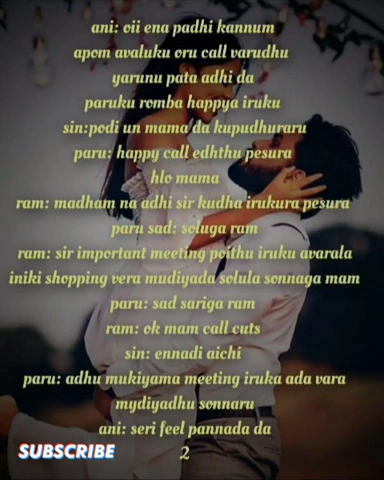 ani: oii ena padhi kannum
apom avaluku oru call varudhu
yarunu pata adhi da
paruku romba happya iruku
sin:podi un mama da kupudhuraru
paru: happy call edhthu pesura
hlo mama
ram: madham na adhi sir kudha irukura pesura
paru sad: soluga ram
ram: sir important meeting poithu iruku avarala
iniki shopping vera mudiyada solula sonnaga mam
paru: sad sariga ram
ram: ok mam call cuts
sin: ennadi aichi
paru: adhu mukiyama meeting iruka ada vara
mydiyadhu sonnaru
ani: seri feel pannada da
SUBSCRIBE
2